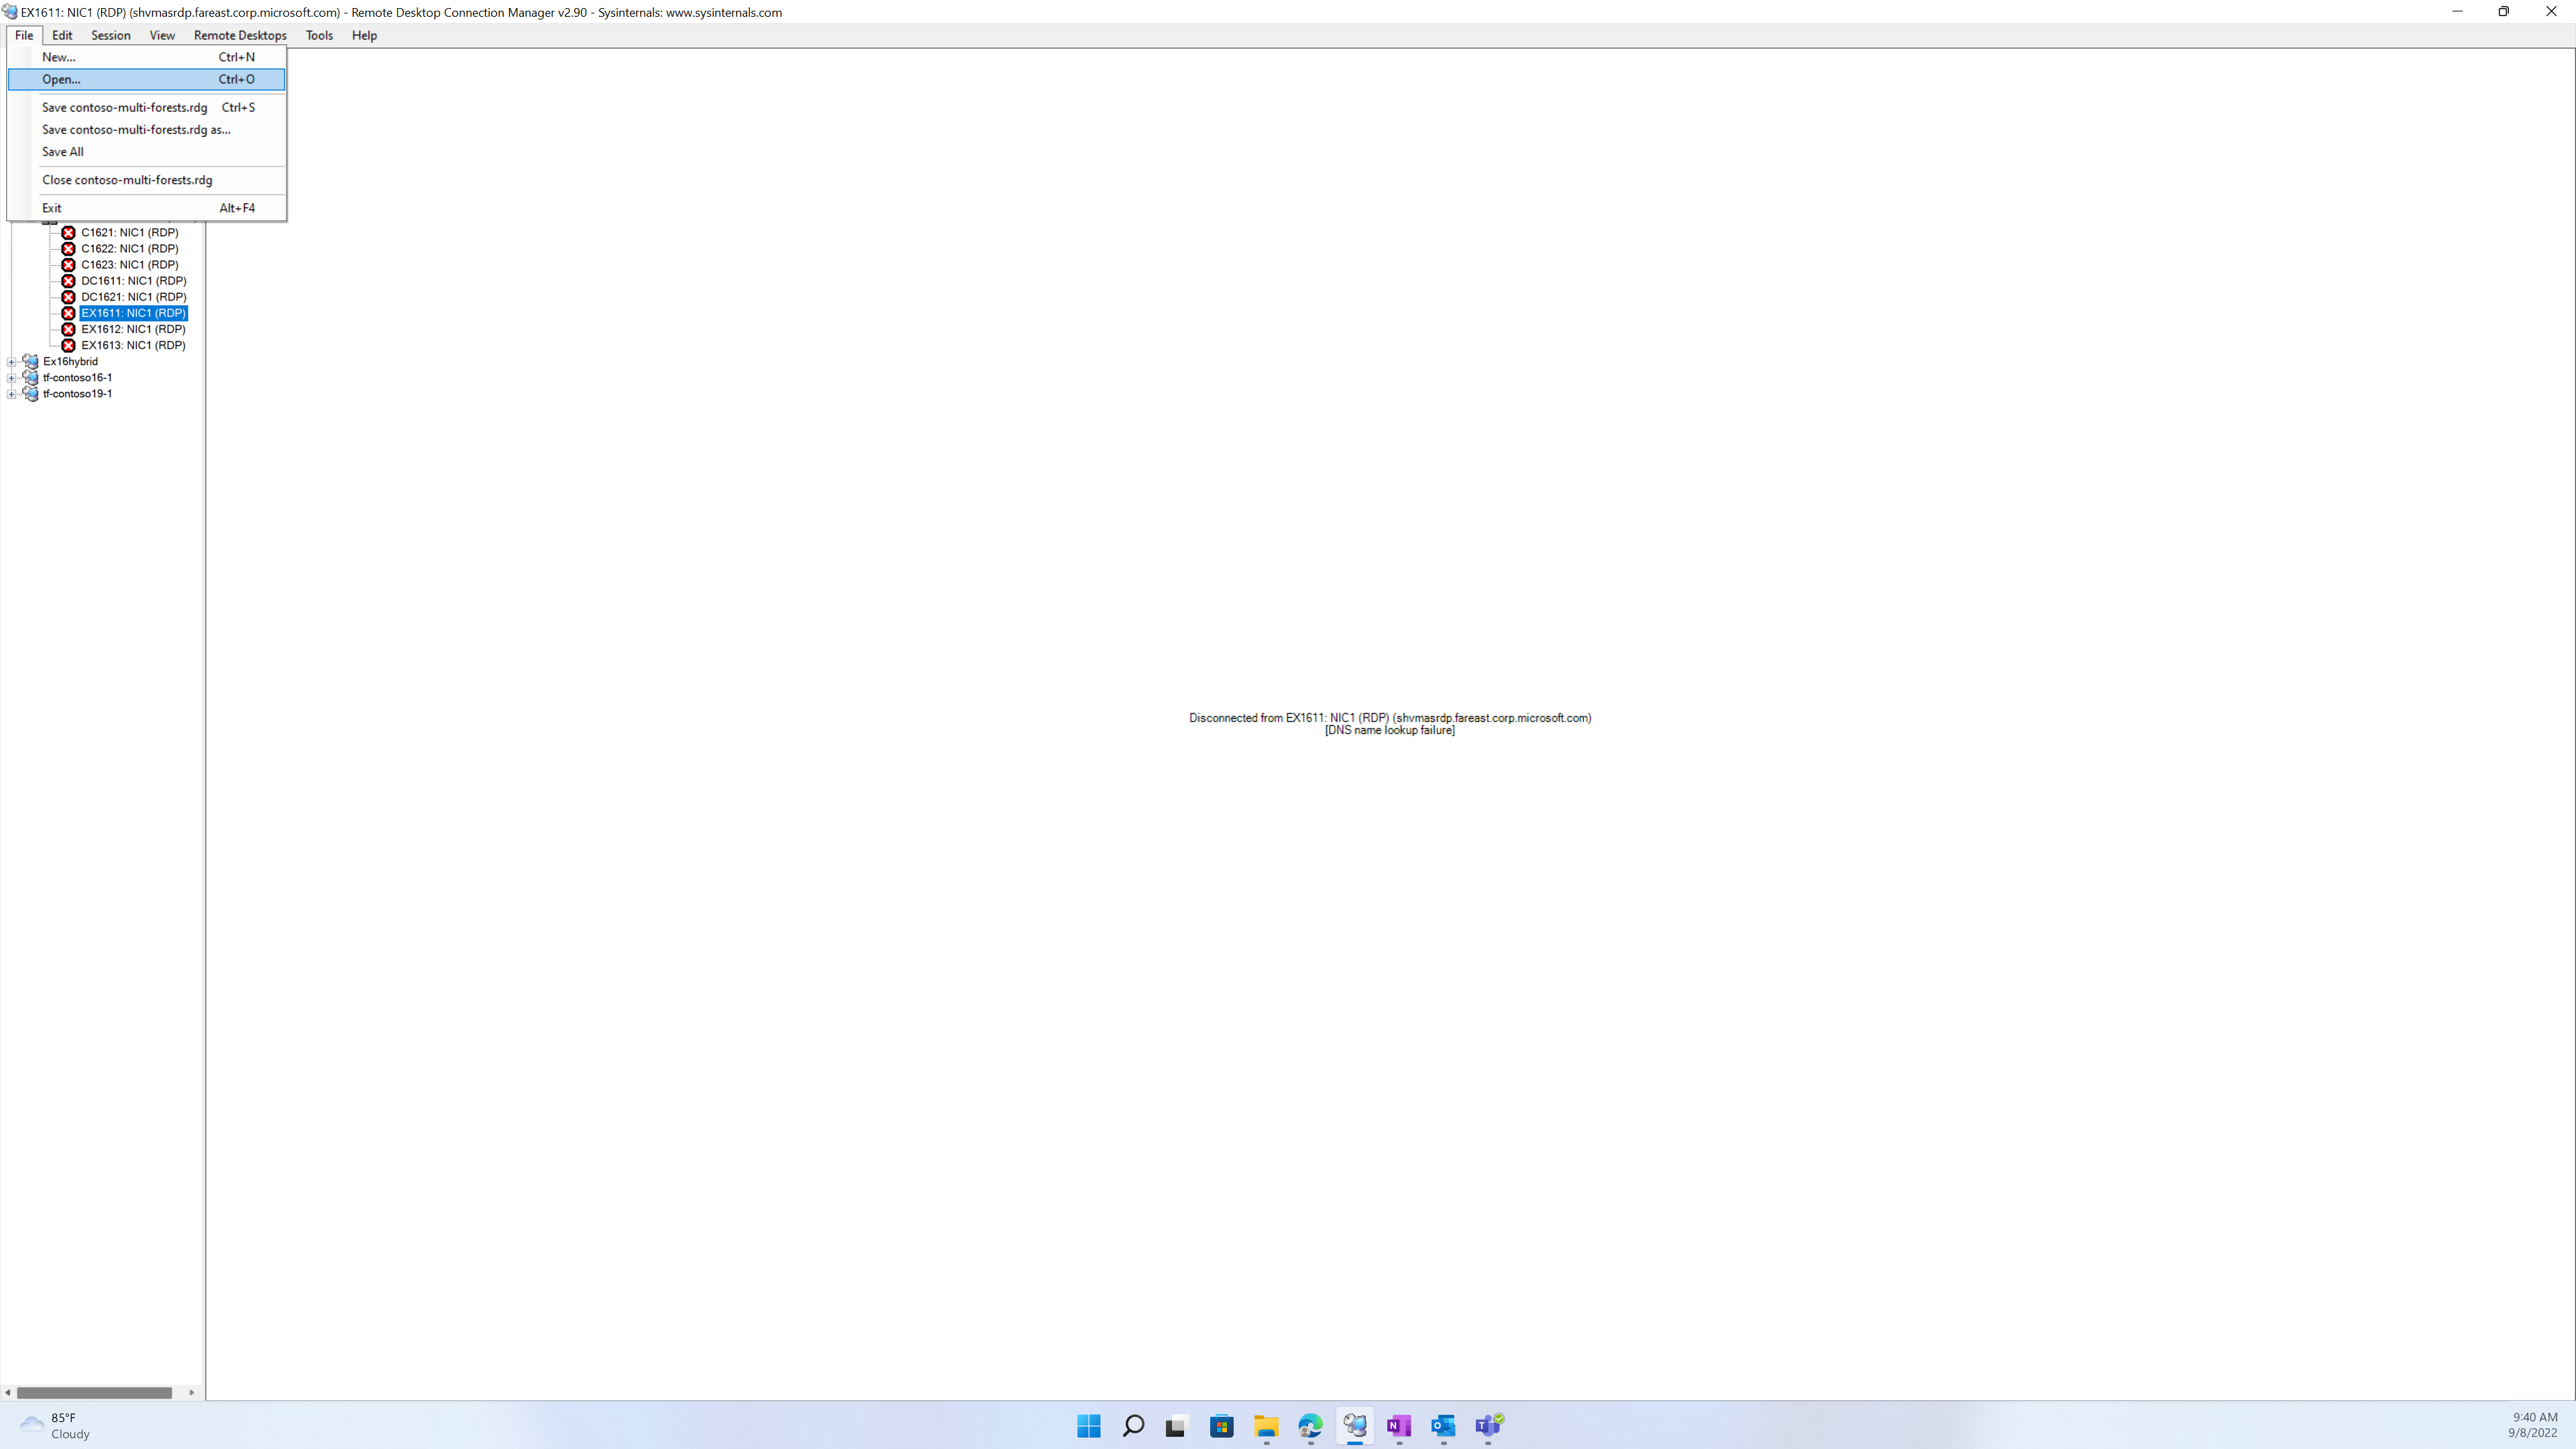 EX1611: NIC1 (RDP) (shvmasrdp.fareast.corp.microsoft.com) - Remote Desktop Connection Manager v2.90 - Sysinternals: www.sysinternals.com
File Edit Session View Remote Desktops Tools Help
New... Ctrl+N
Open... Ctrl+O
Save contoso-multi-forests.rdg Ctrl+S
Save contoso-multi-forests.rdg as...
Save All
Close contoso-multi-forests.rdg
Exit Alt+F4
C1621: NIC1 (RDP)
C1622: NIC1 (RDP)
C1623: NIC1 (RDP)
DC1611: NIC1 (RDP)
DC1621: NIC1 (RDP)
EX1611: NIC1 (RDP)
EX1612: NIC1 (RDP)
EX1613: NIC1 (RDP)
Ex16hybrid
tf-contoso16-1
tf-contoso19-1
Disconnected from EX1611: NIC1 (RDP) (shvmasrdp.fareast.corp.microsoft.com)
[DNS name lookup failure]
85°F
Cloudy
9:40 AM
9/8/2022